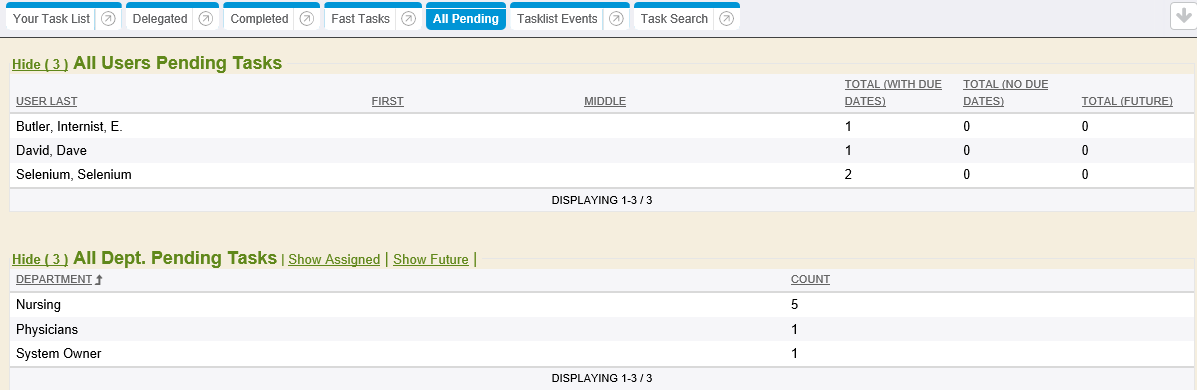 Your Task List Delegated Completed Fast Tasks All Pending Tasklist Events Task Search
Hide ( 3 ) All Users Pending Tasks
USER LAST FIRST MIDDLE TOTAL (WITH DUE DATES) TOTAL (NO DUE DATES) TOTAL (FUTURE)
Butler, Internist, E. 1 0 0
David, Dave 1 0 0
Selenium, Selenium 2 0 0
DISPLAYING 1-3 / 3
Hide ( 3 ) All Dept. Pending Tasks | Show Assigned | Show Future |
DEPARTMENT COUNT
Nursing 5
Physicians 1
System Owner 1
DISPLAYING 1-3 / 3